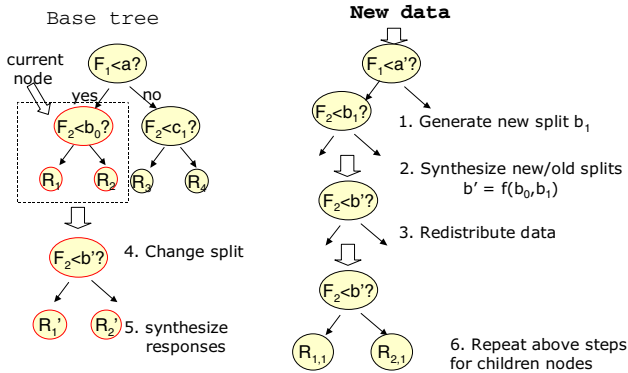 Base tree
current
node
F1<a?
yes
no
F2<b0?
F2<c1?
R1
R2
R3
R4
F2<b'?
4. Change split
R1'
R2'
5. synthesize
responses
New data
F1<a'?
F2<b1?
1. Generate new split b1
2. Synthesize new/old splits
b' = f(b0,b1)
F2<b'?
3. Redistribute data
F2<b'?
R1,1
R2,1
6. Repeat above steps
for children nodes